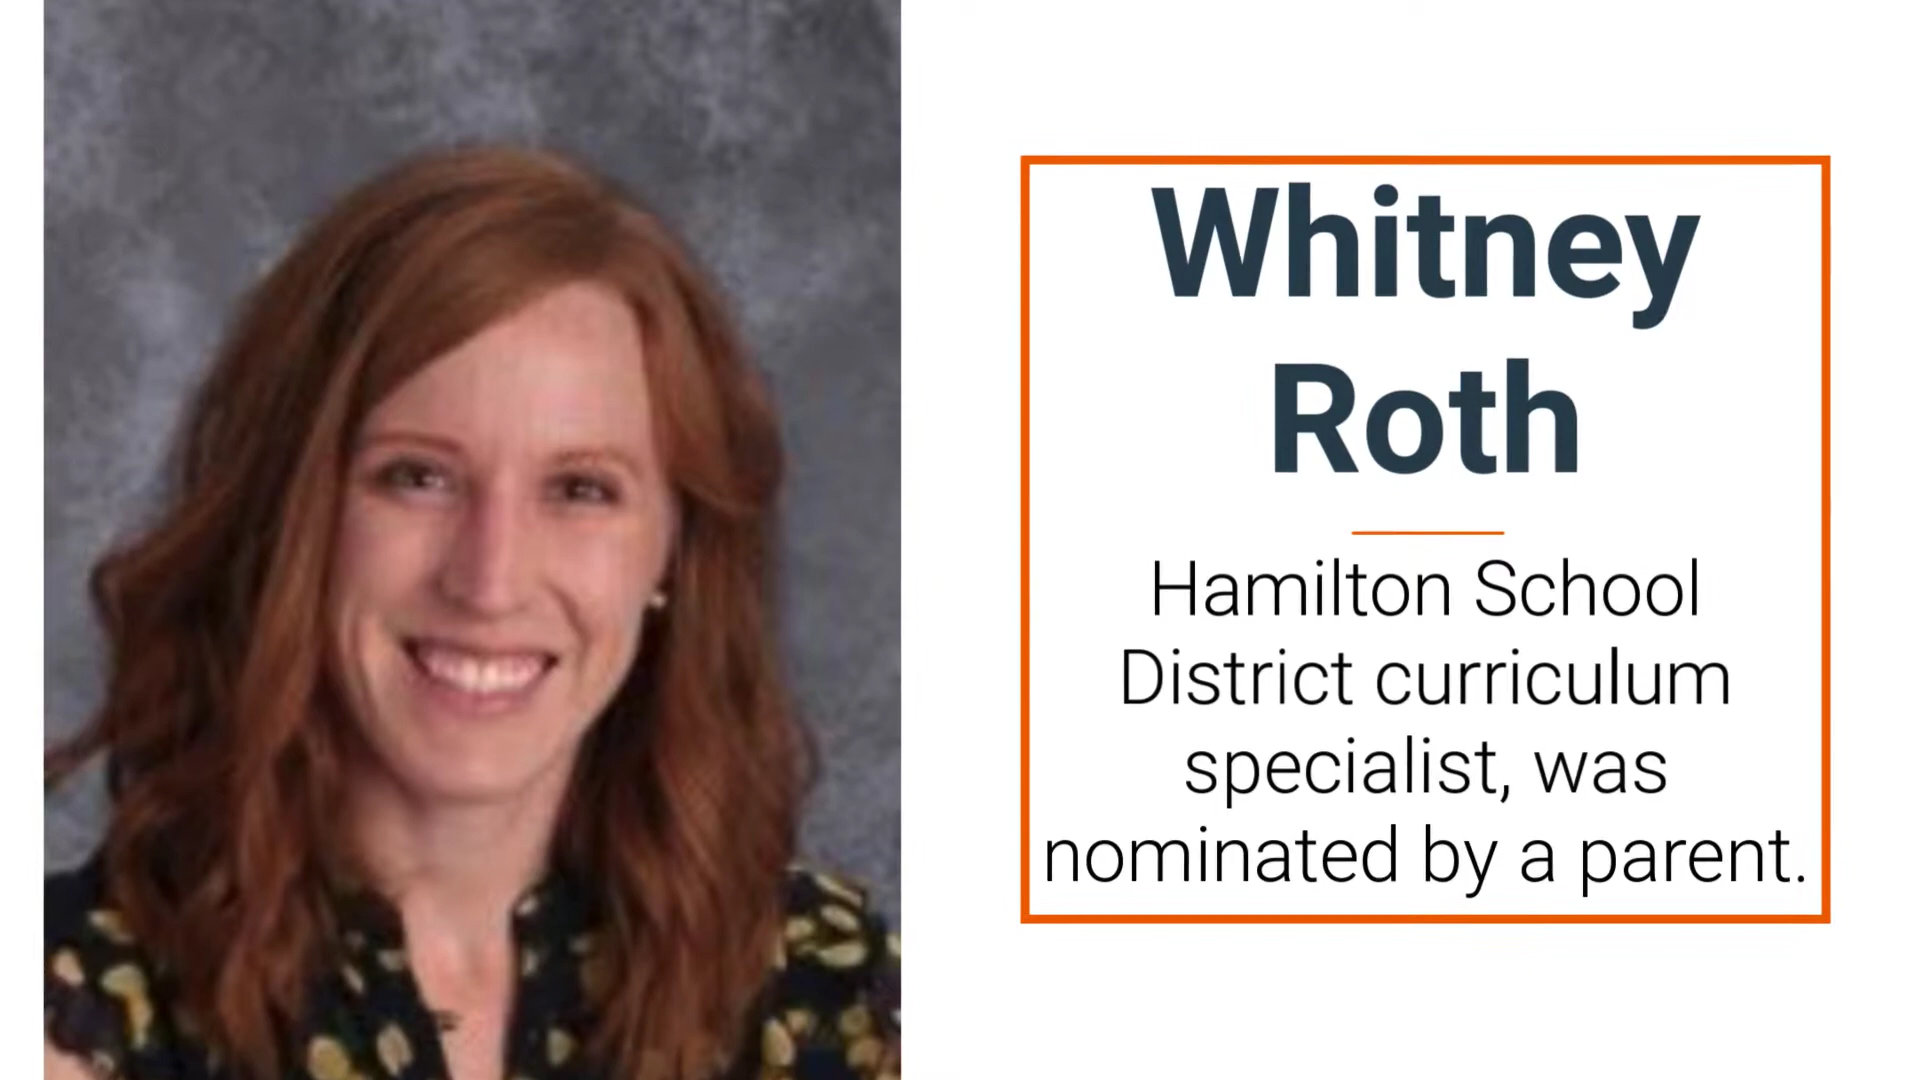 Whitney
Roth
Hamilton School
District curriculum
specialist, was
nominated by a parent.